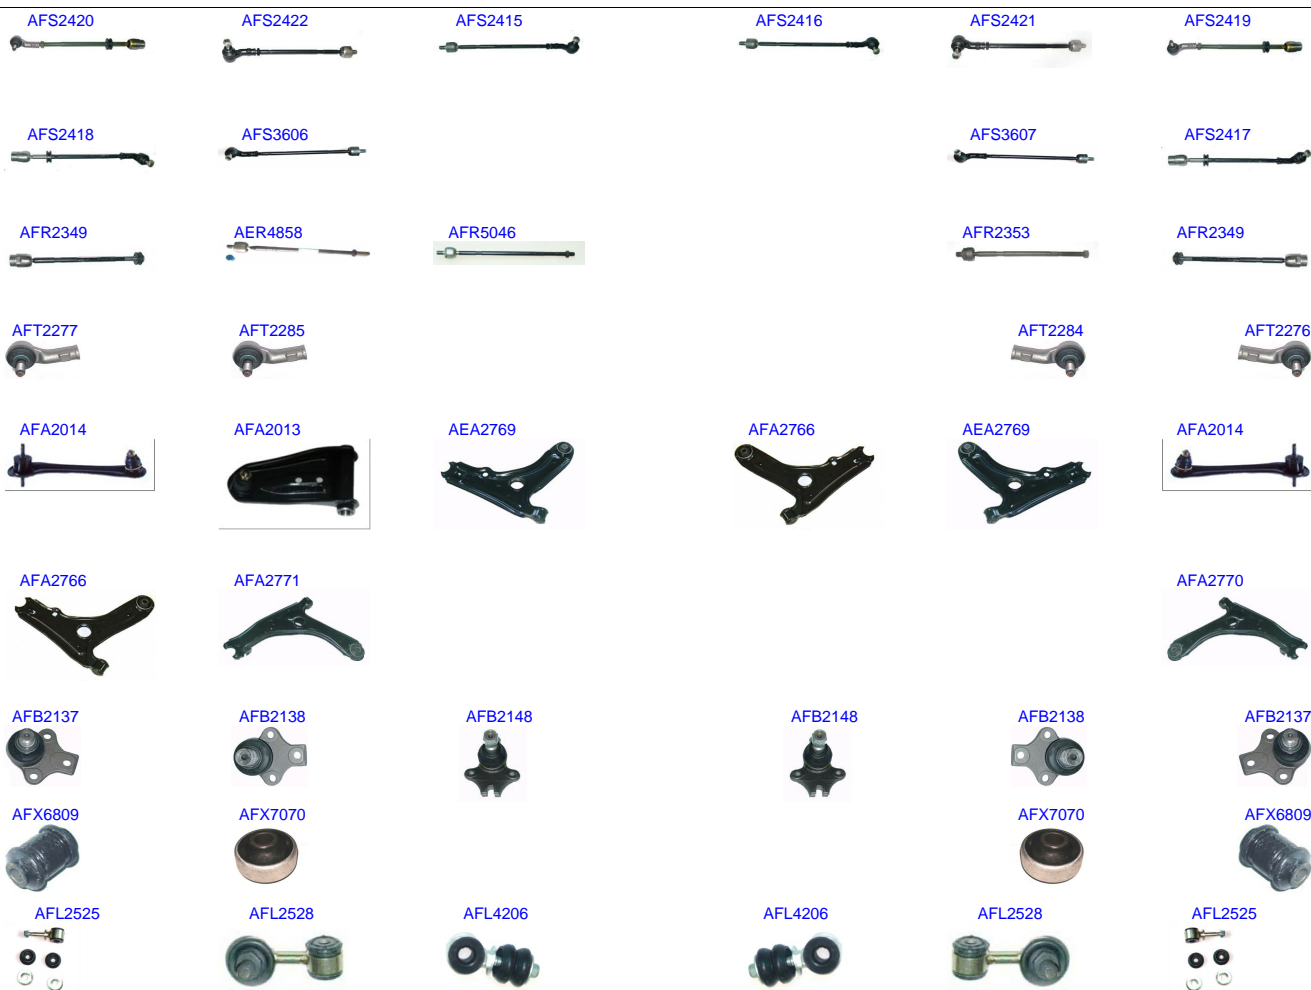 AFS2420 AFS2422 AFS2415 AFS2416 AFS2421 AFS2419
AFS2418 AFS3606 AFS3607 AFS2417
AFR2349 AER4858 AFR5046 AFR2353 AFR2349
AFT2277 AFT2285 AFT2284 AFT2276
AFA2014 AFA2013 AEA2769 AFA2766 AEA2769 AFA2014
AFA2766 AFA2771 AFA2770
AFB2137 AFB2138 AFB2148 AFB2148 AFB2138 AFB2137
AFX6809 AFX7070 AFX7070 AFX6809
AFL2525 AFL2528 AFL4206 AFL4206 AFL2528 AFL2525